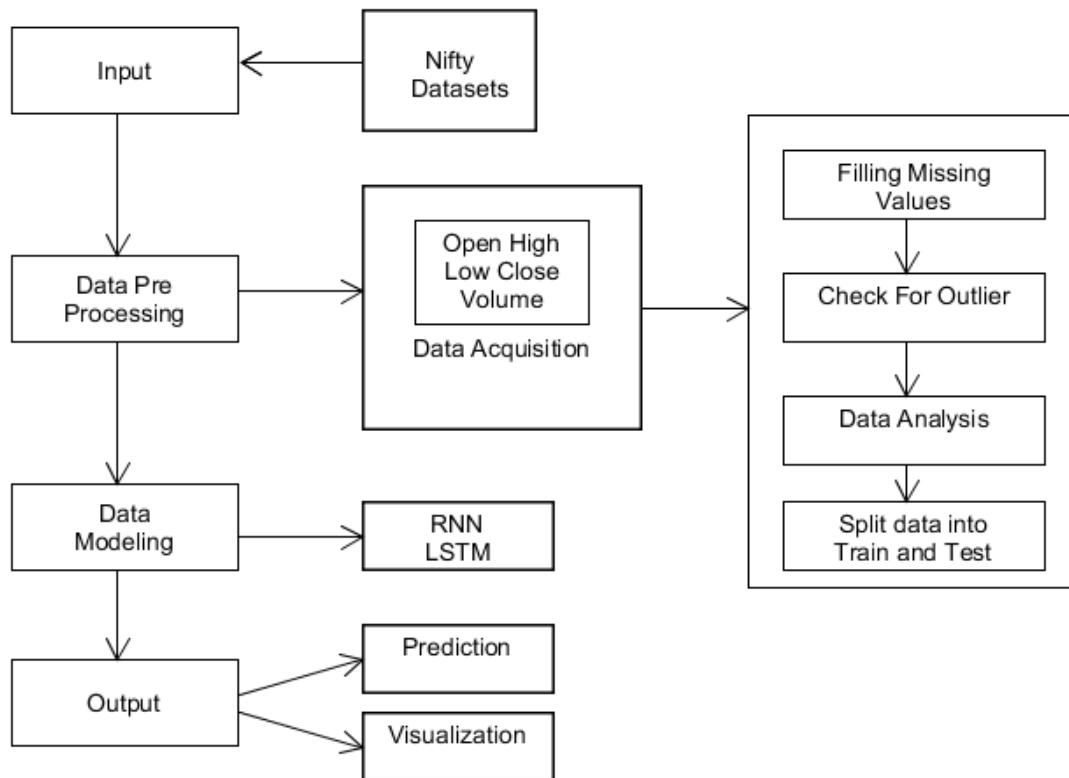 Input
Nifty
Datasets
Data Pre
Processing
Open High
Low Close
Volume
Data Acquisition
Filling Missing
Values
Check For Outlier
Data Analysis
Split data into
Train and Test
Data
Modeling
RNN
LSTM
Output
Prediction
Visualization